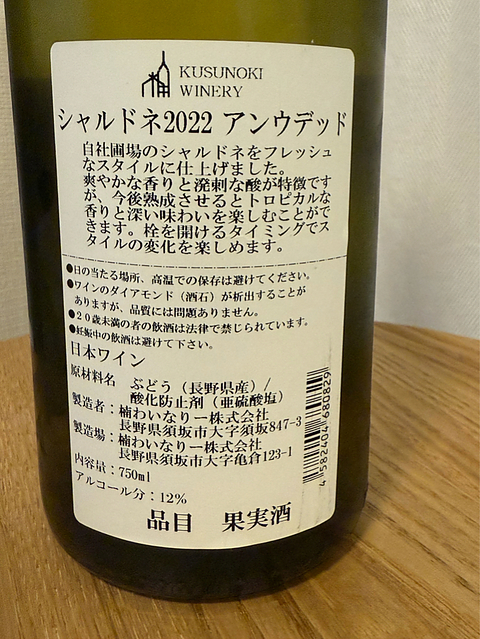 KUSUNOKI
WINERY
シャルドネ2022 アンウデッド
自社圃場のシャルドネをフレッシュ
なスタイルに仕上げました。
爽やかな香りと溌剌な酸が特徴です
が、今後熟成させるとトロピカルな
香りと深い味わいを楽しむことがで
きます。栓を開けるタイミングでス
タイルの変化を楽しめます。
●日の当たる場所、高温での保存は避けてください。
●ワインのダイアモンド（酒石）が析出することが
ありますが、品質には問題ありません。
●20歳未満の者の飲酒は法律で禁じられています。
●妊娠中の飲酒は避けて下さい。
日本ワイン
原材料名 ぶどう（長野県産）/
酸化防止剤（亜硫酸塩）
製造者：楠わいなりー株式会社
長野県須坂市大字須坂847-3
製造場：楠わいなりー株式会社
長野県須坂市大字亀倉123-1
内容量：750ml
アルコール分：12%
品目 果実酒
4 582404 680829